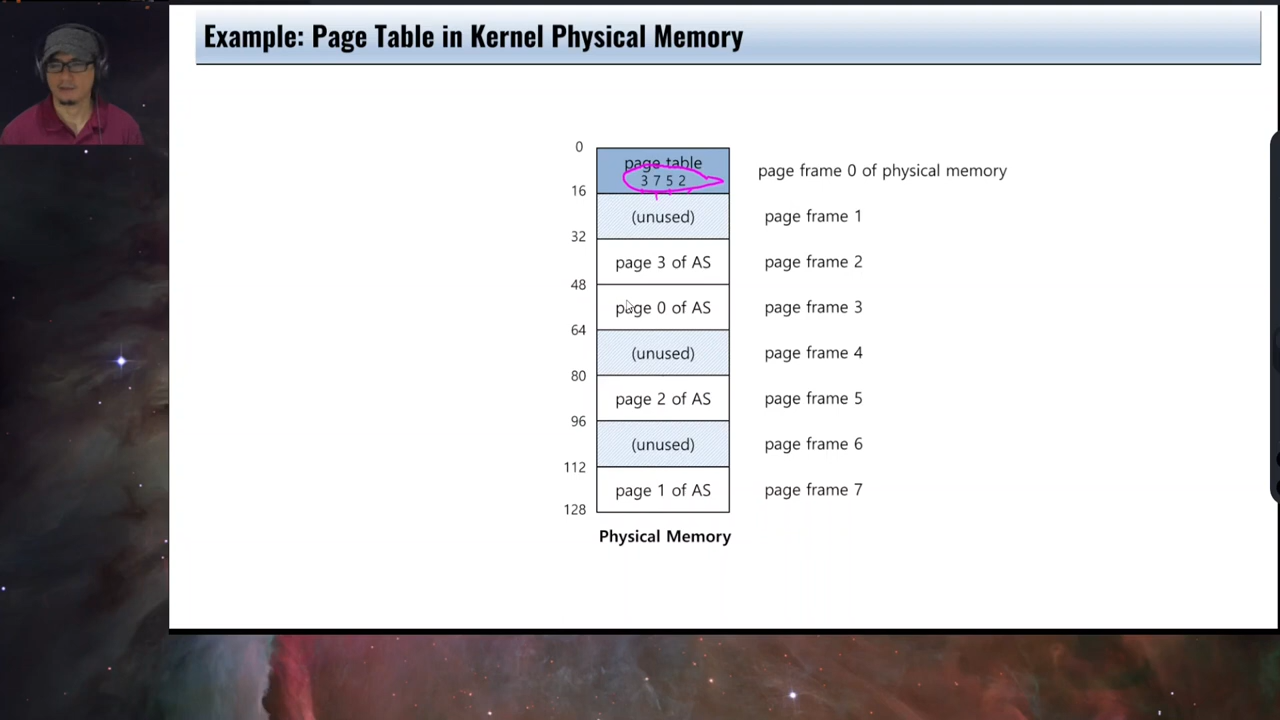 Example: Page Table in Kernel Physical Memory
0
page table
3 7 5 2
page frame 0 of physical memory
16
(unused)
page frame 1
32
page 3 of AS
page frame 2
48
page 0 of AS
page frame 3
64
(unused)
page frame 4
80
page 2 of AS
page frame 5
96
(unused)
page frame 6
112
page 1 of AS
page frame 7
128
Physical Memory